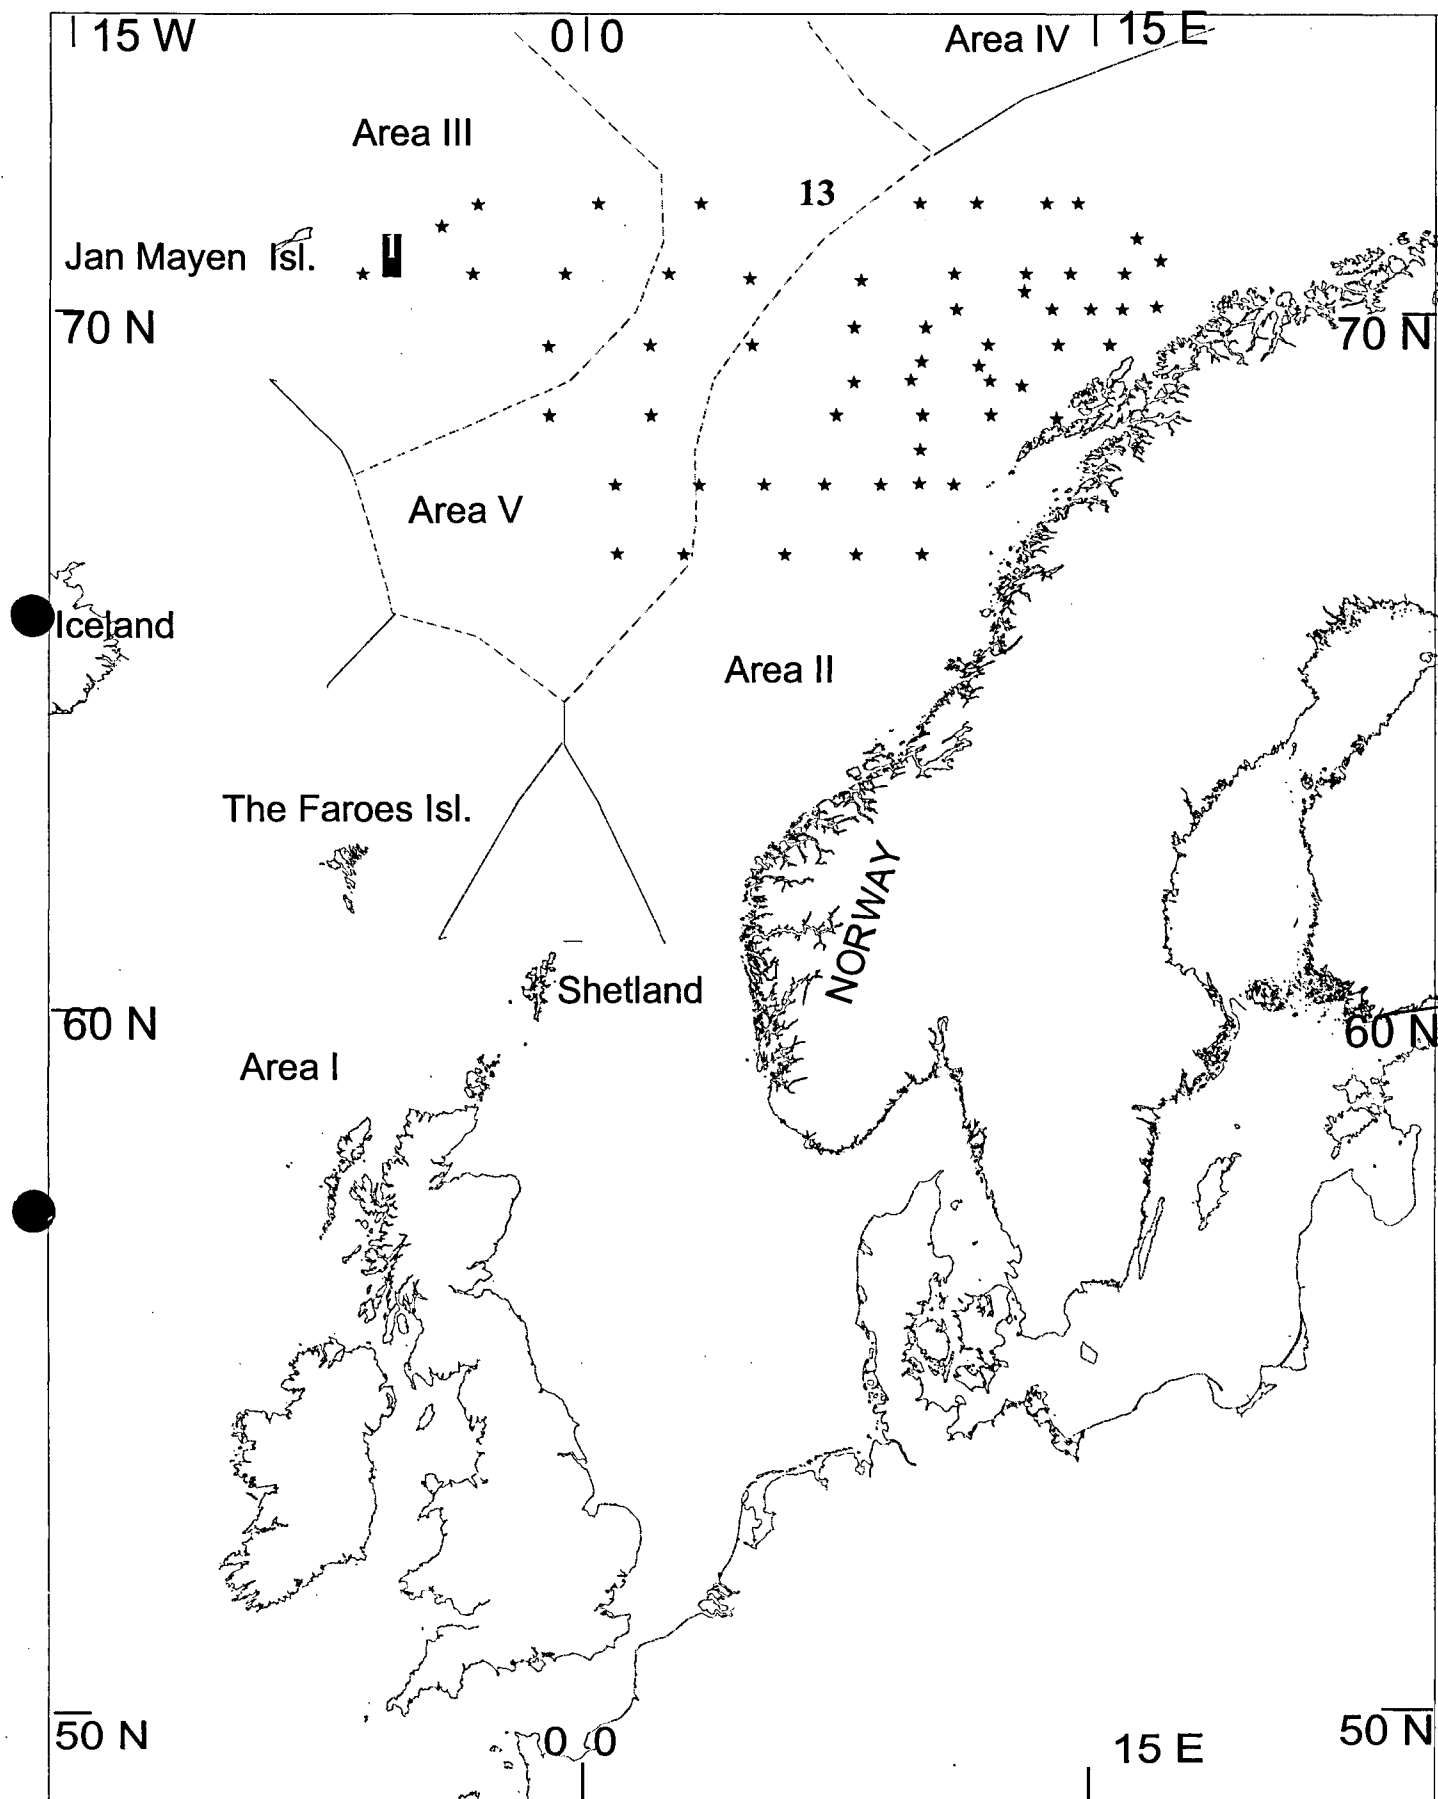 15 W
0 0
Area IV
15 E
Area III
13
Jan Mayen Isl.
70 N
70 N
Area V
Iceland
Area II
The Faroes Isl.
NORWAY
Shetland
60 N
60 N
Area I
50 N
0 0
15 E
50 N